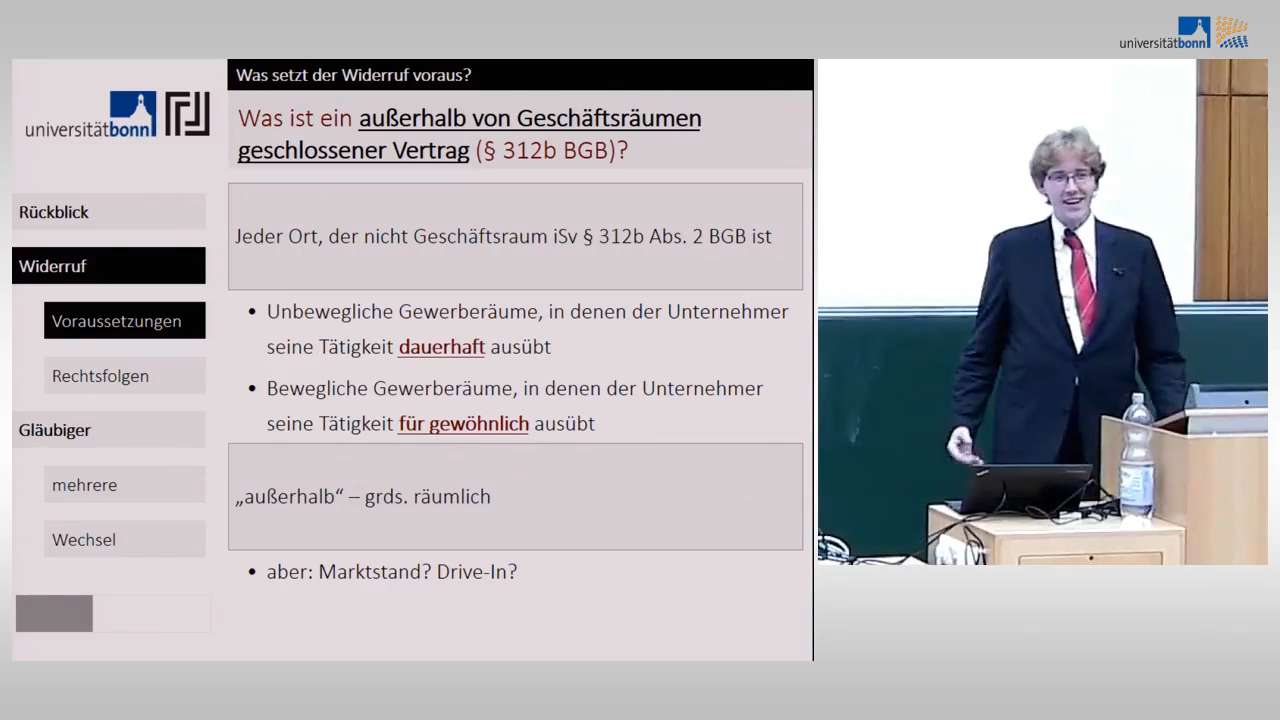 universitätbonn
Was setzt der Widerruf voraus?
universitätbonn
Was ist ein außerhalb von Geschäftsräumen
geschlossener Vertrag (§ 312b BGB)?
Rückblick
Widerruf
Voraussetzungen
Rechtsfolgen
Gläubiger
mehrere
Wechsel
Jeder Ort, der nicht Geschäftsraum iSv § 312b Abs. 2 BGB ist
• Unbewegliche Gewerberäume, in denen der Unternehmer
seine Tätigkeit dauerhaft ausübt
• Bewegliche Gewerberäume, in denen der Unternehmer
seine Tätigkeit für gewöhnlich ausübt
„außerhalb“ – grds. räumlich
• aber: Marktstand? Drive-In?